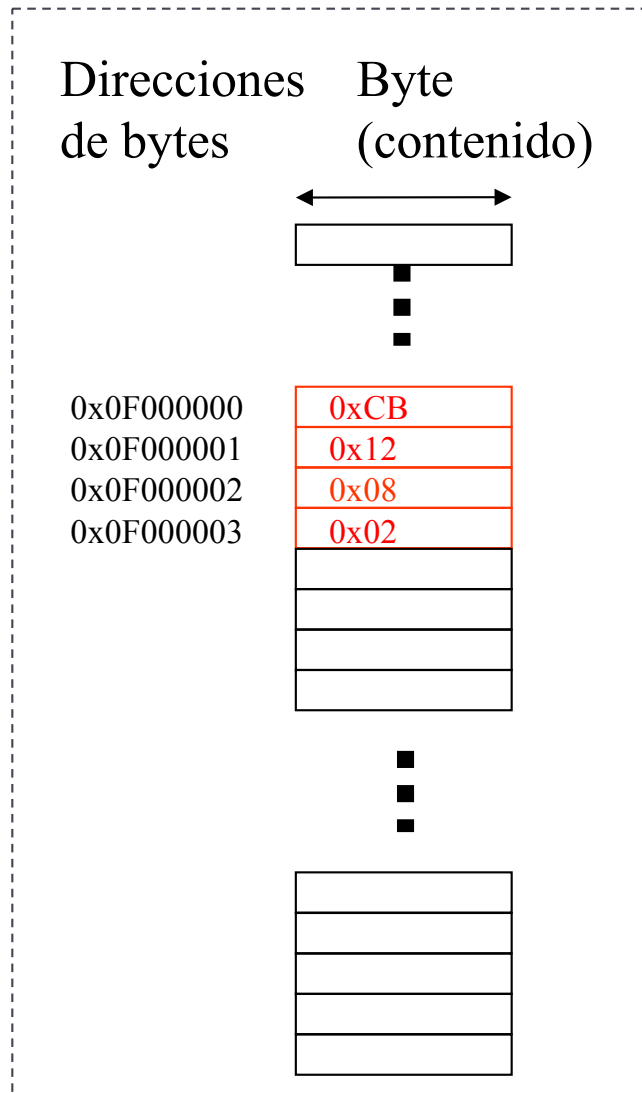 Direcciones Byte
de bytes (contenido)
0x0F000000 0xCB
0x0F000001 0x12
0x0F000002 0x08
0x0F000003 0x02